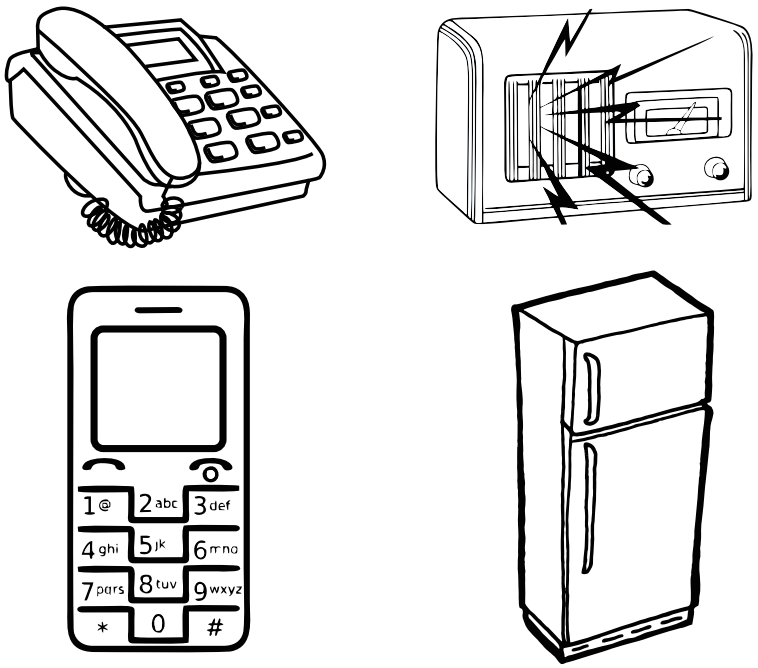 1@ 2abc 3def
4ghi 5jk 6mno
7pqrs 8tuv 9wxyz
* 0 #